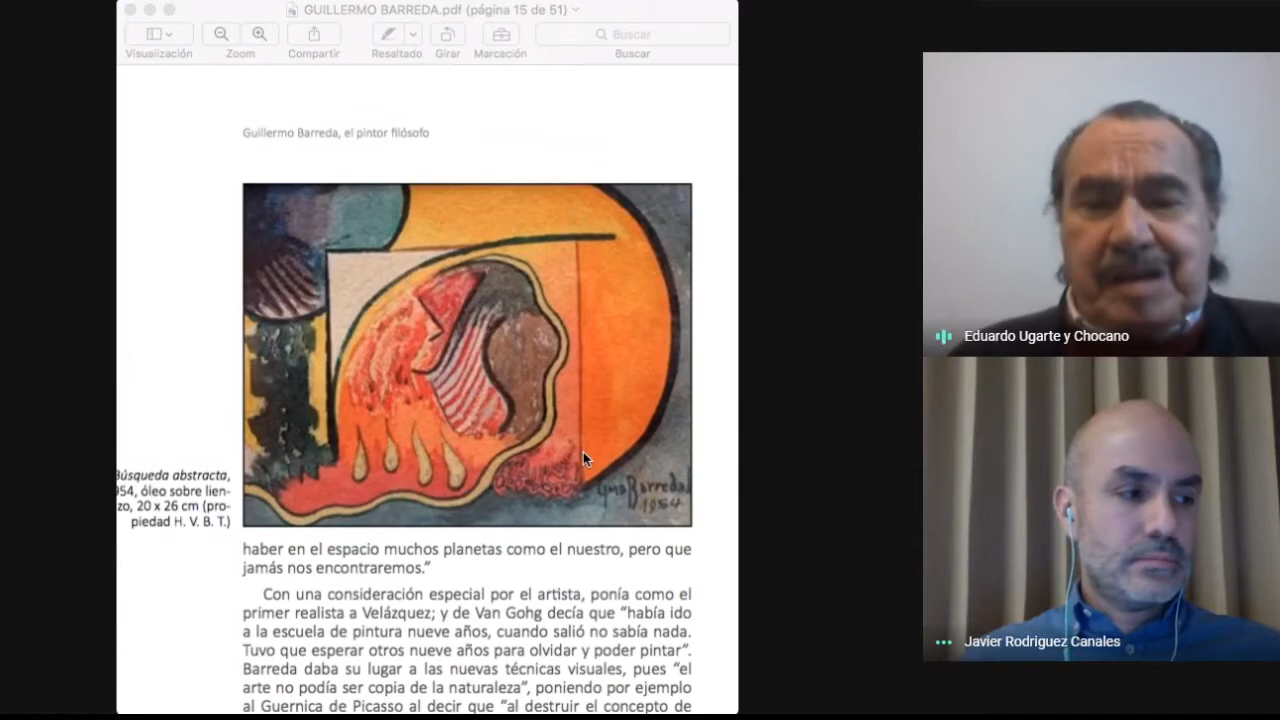 GUILLERMO BARREDA.pdf (página 15 de 51)
Visualización
Zoom
Compartir
Resaltado
Girar
Marcación
Buscar
Buscar
Guillermo Barreda, el pintor filósofo
Gmo Barreda
1954
Búsqueda abstracta,
954, óleo sobre lien-
zo, 20 x 26 cm (pro-
piedad H. V. B. T.)
haber en el espacio muchos planetas como el nuestro, pero que
jamás nos encontraremos.”
Con una consideración especial por el artista, ponía como el
primer realista a Velázquez; y de Van Gohg decía que “había ido
a la escuela de pintura nueve años, cuando salió no sabía nada.
Tuvo que esperar otros nueve años para olvidar y poder pintar”.
Barreda daba su lugar a las nuevas técnicas visuales, pues “el
arte no podía ser copia de la naturaleza”, poniendo por ejemplo
al Guernica de Picasso al decir que “al destruir el concepto de
Eduardo Ugarte y Chocano
Javier Rodriguez Canales